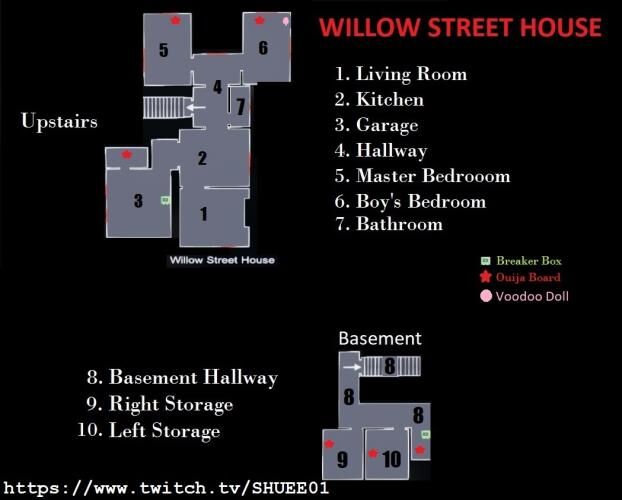 WILLOW STREET HOUSE
5
6
1. Living Room
2. Kitchen
4
3. Garage
7
Upstairs
4. Hallway
2
5. Master Bedrooom
3
6. Boy's Bedroom
1
7. Bathroom
Willow Street House
Breaker Box
Ouija Board
Voodoo Doll
Basement
8
8. Basement Hallway
8
9. Right Storage
8
10. Left Storage
9
10
https://www.twitch.tv/SHUEE01